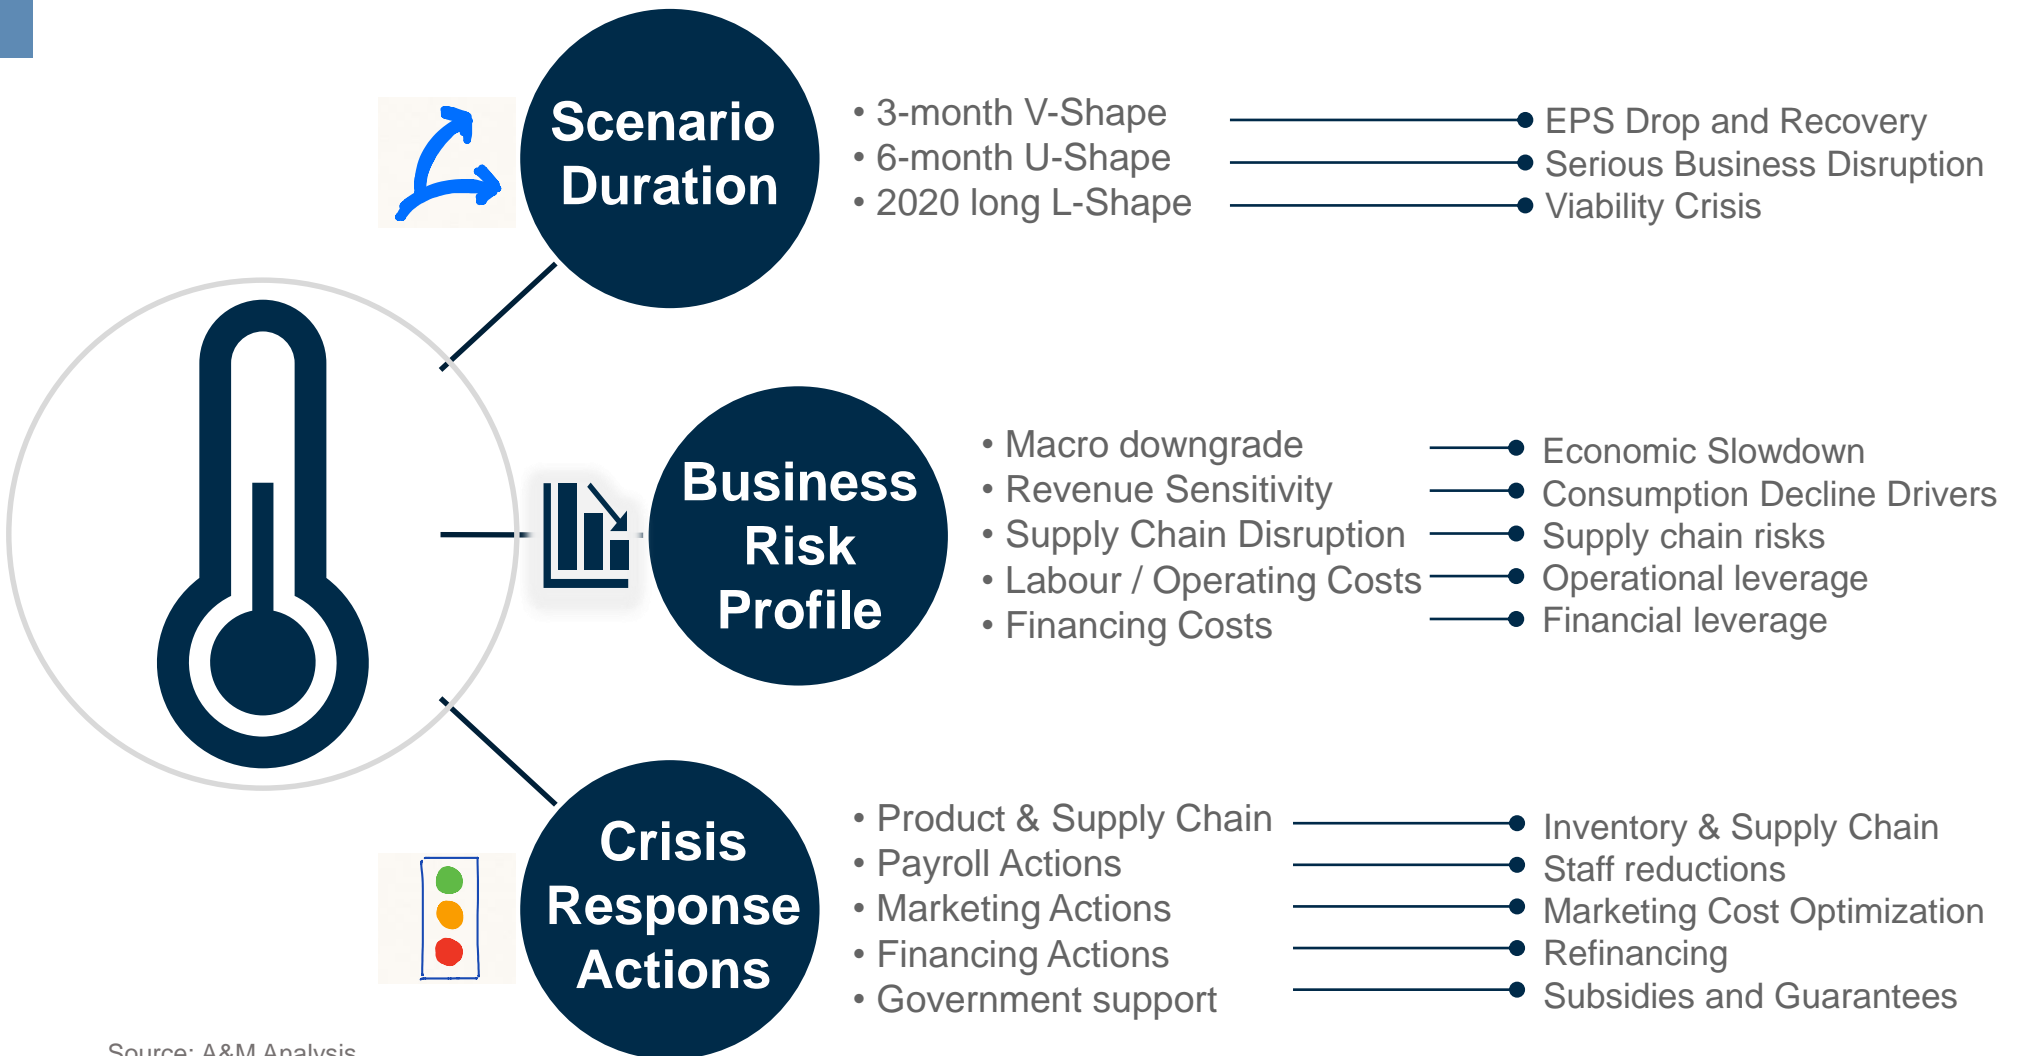 Scenario
Duration
• 3-month V-Shape
• 6-month U-Shape
• 2020 long L-Shape
EPS Drop and Recovery
Serious Business Disruption
Viability Crisis
Business
Risk
Profile
• Macro downgrade
• Revenue Sensitivity
• Supply Chain Disruption
• Labour / Operating Costs
• Financing Costs
Economic Slowdown
Consumption Decline Drivers
Supply chain risks
Operational leverage
Financial leverage
Crisis
Response
Actions
• Product & Supply Chain
• Payroll Actions
• Marketing Actions
• Financing Actions
• Government support
Inventory & Supply Chain
Staff reductions
Marketing Cost Optimization
Refinancing
Subsidies and Guarantees
Source: A&M Analysis